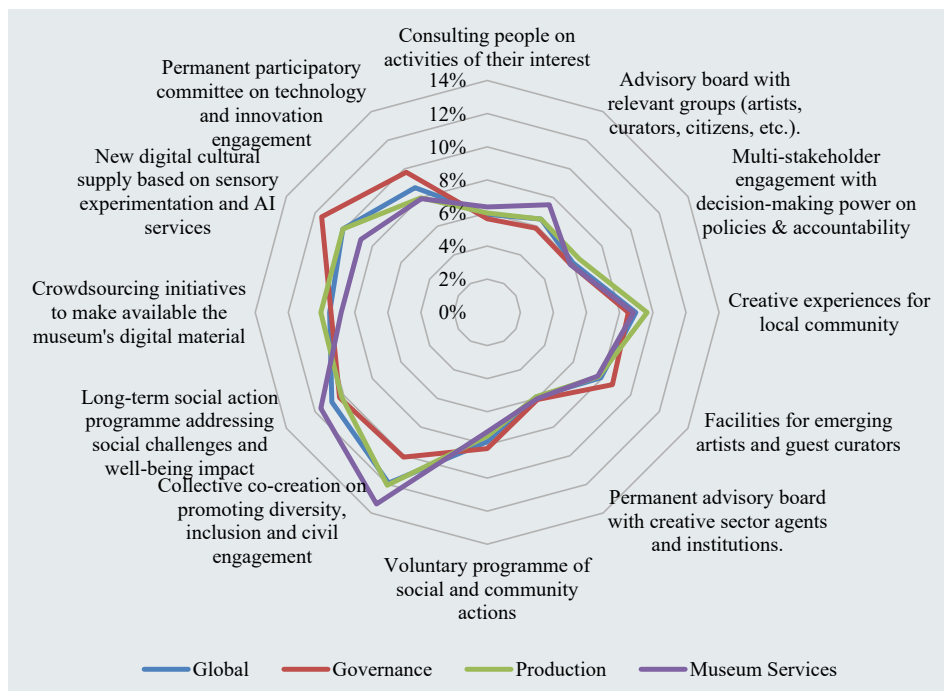 Consulting people on
activities of their interest
Advisory board with
relevant groups (artists,
curators, citizens, etc.).
Multi-stakeholder
engagement with
decision-making power on
policies & accountability
Creative experiences for
local community
Facilities for emerging
artists and guest curators
Permanent advisory board
with creative sector agents
and institutions.
Voluntary programme of
social and community
actions
Collective co-creation on
promoting diversity,
inclusion and civil
engagement
Long-term social action
programme addressing
social challenges and
well-being impact
Crowdsourcing initiatives
to make available the
museum's digital material
New digital cultural
supply based on sensory
experimentation and AI
services
Permanent participatory
committee on technology
and innovation
engagement
14%
12%
10%
8%
6%
4%
2%
0%
Global
Governance
Production
Museum Services